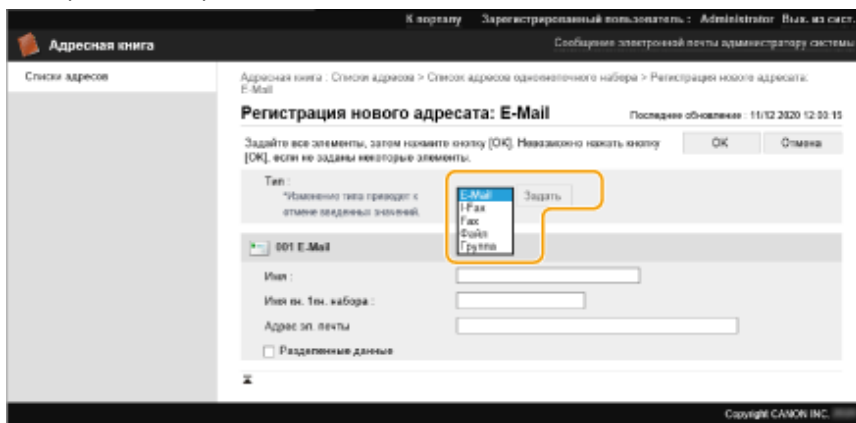 К порталу Зарегистрированный пользователь : Administrator Вых. из сист.
Адресная книга
Сообщение электронной почты администратору системы
Списки адресов
Адресная книга : Списки адресов > Список адресов однокнопочного набора > Регистрация нового адресата:
E-Mail
Регистрация нового адресата: E-Mail
Последнее обновление : 11/12 2020 12:00:15
Задайте все элементы, затем нажмите кнопку [OK]. Невозможно нажать кнопку
[OK], если не заданы некоторые элементы.
OK Отмена
Тип :
*Изменение типа приводит к
отмене введенных значений.
E-Mail Задать
I-Fax
Fax
Файл
Группа
001 E-Mail
Имя :
Имя кн. 1кн. набора :
Адрес эл. почты
Разделенные данные
Copyright CANON INC.